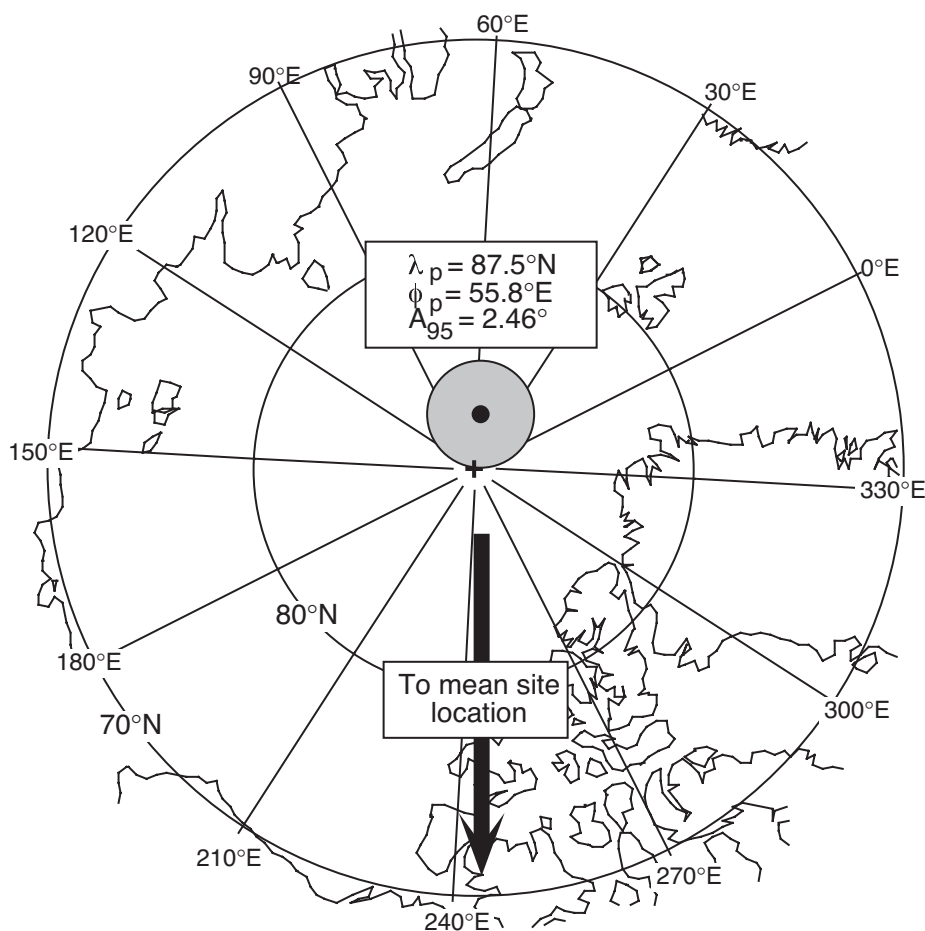 60°E
90°E
30°E
120°E
0°E
λp = 87.5°N
ϕp = 55.8°E
A95 = 2.46°
150°E
330°E
80°N
180°E
To mean site
location
300°E
70°N
210°E
270°E
240°E